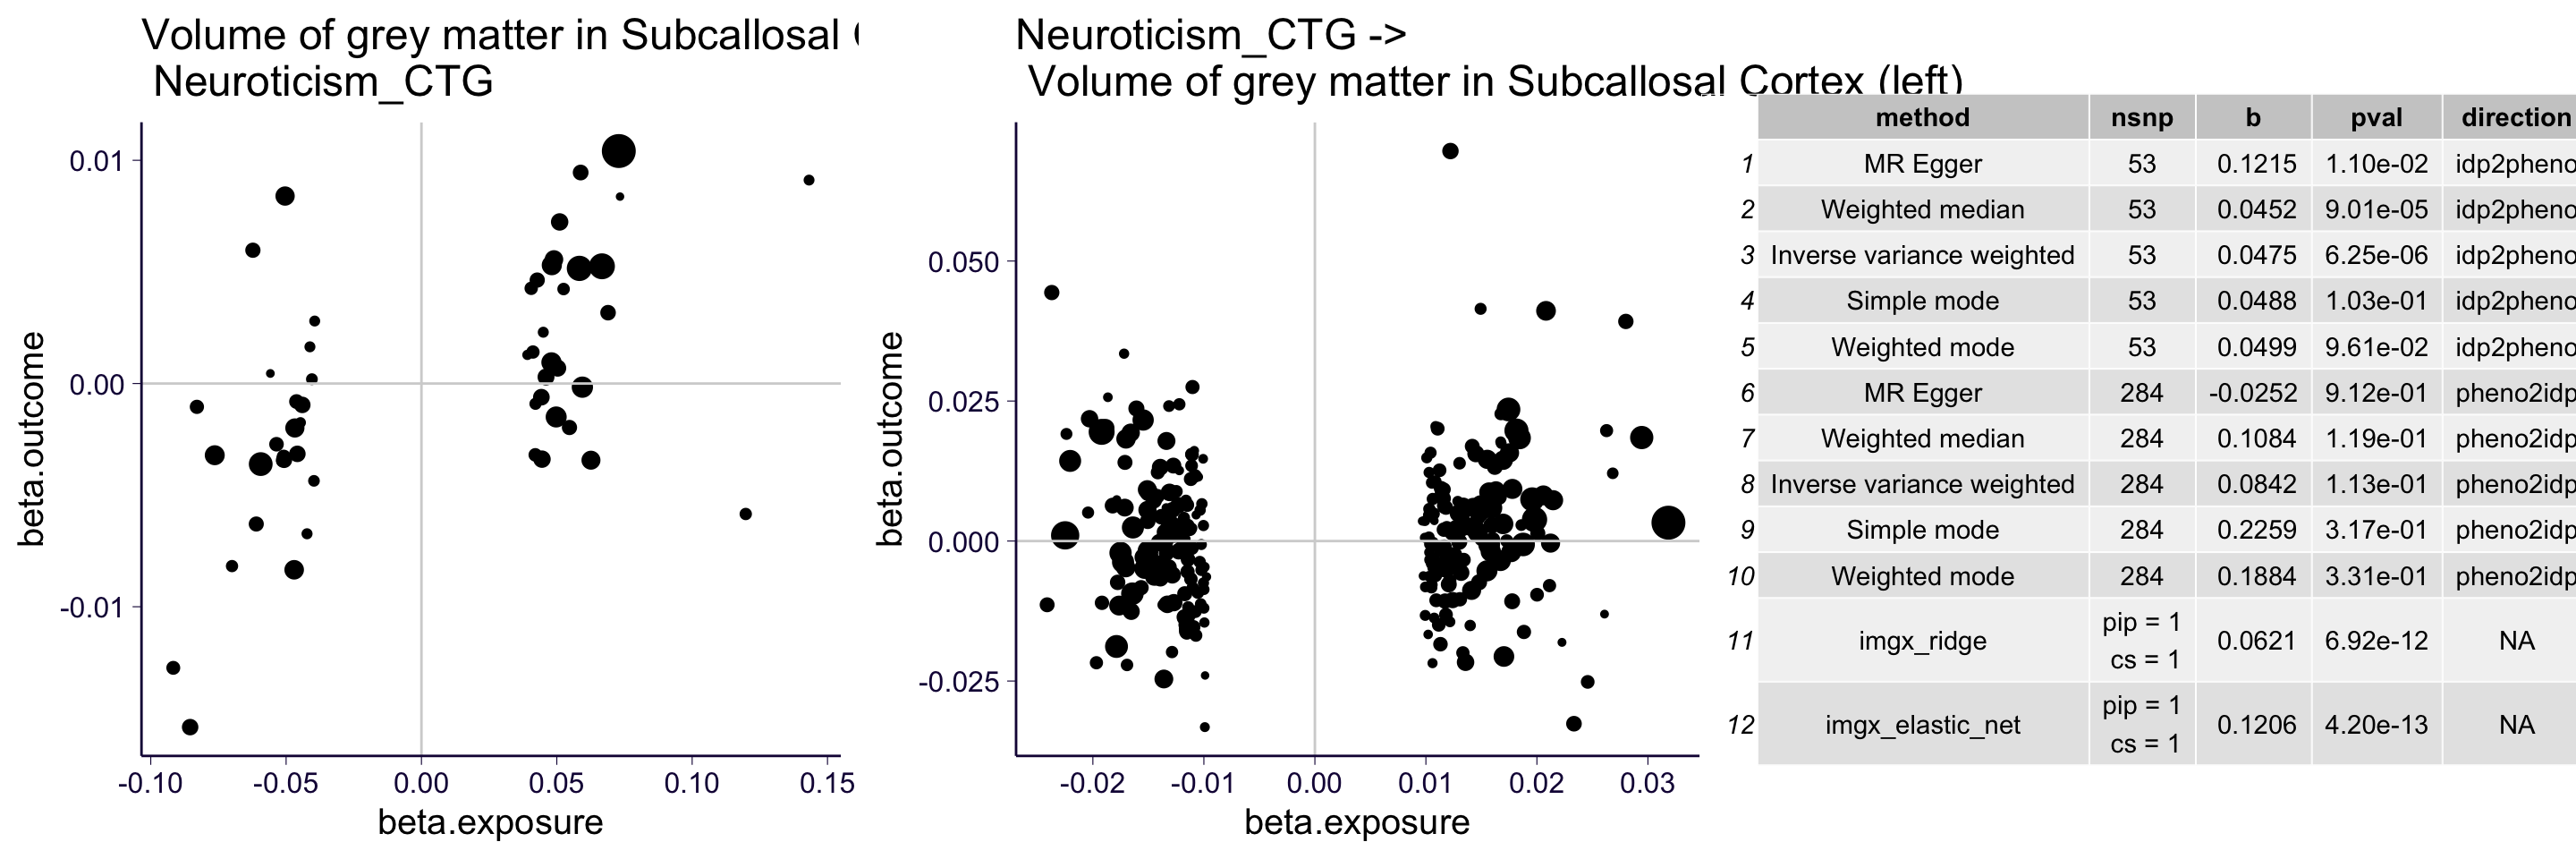 Volume of grey matter in Subcallosal
Neuroticism_CTG
0.01
0.00
-0.01
beta.outcome
-0.10 -0.05 0.00 0.05 0.10 0.15
beta.exposure
Neuroticism_CTG ->
Volume of grey matter in Subcallosal Cortex (left)
0.050
0.025
0.000
-0.025
beta.outcome
-0.02 -0.01 0.00 0.01 0.02 0.03
beta.exposure
method nsnp b pval direction
1 MR Egger 53 0.1215 1.10e-02 idp2pheno
2 Weighted median 53 0.0452 9.01e-05 idp2pheno
3 Inverse variance weighted 53 0.0475 6.25e-06 idp2pheno
4 Simple mode 53 0.0488 1.03e-01 idp2pheno
5 Weighted mode 53 0.0499 9.61e-02 idp2pheno
6 MR Egger 284 -0.0252 9.12e-01 pheno2idp
7 Weighted median 284 0.1084 1.19e-01 pheno2idp
8 Inverse variance weighted 284 0.0842 1.13e-01 pheno2idp
9 Simple mode 284 0.2259 3.17e-01 pheno2idp
10 Weighted mode 284 0.1884 3.31e-01 pheno2idp
11 imgx_ridge pip = 1 0.0621 6.92e-12 NA
cs = 1
12 imgx_elastic_net pip = 1 0.1206 4.20e-13 NA
cs = 1